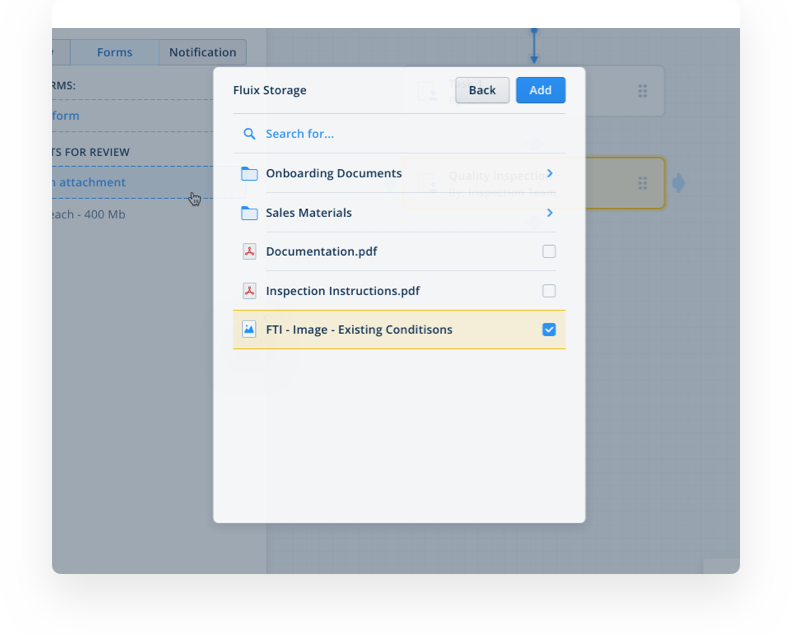 Forms
Notification
RMS:
form
TS FOR REVIEW
n attachment
each - 400 Mb
Fluix Storage
Back
Add
Search for...
Onboarding Documents
Sales Materials
Documentation.pdf
Inspection Instructions.pdf
FTI - Image - Existing Conditisons
Quality Inspection